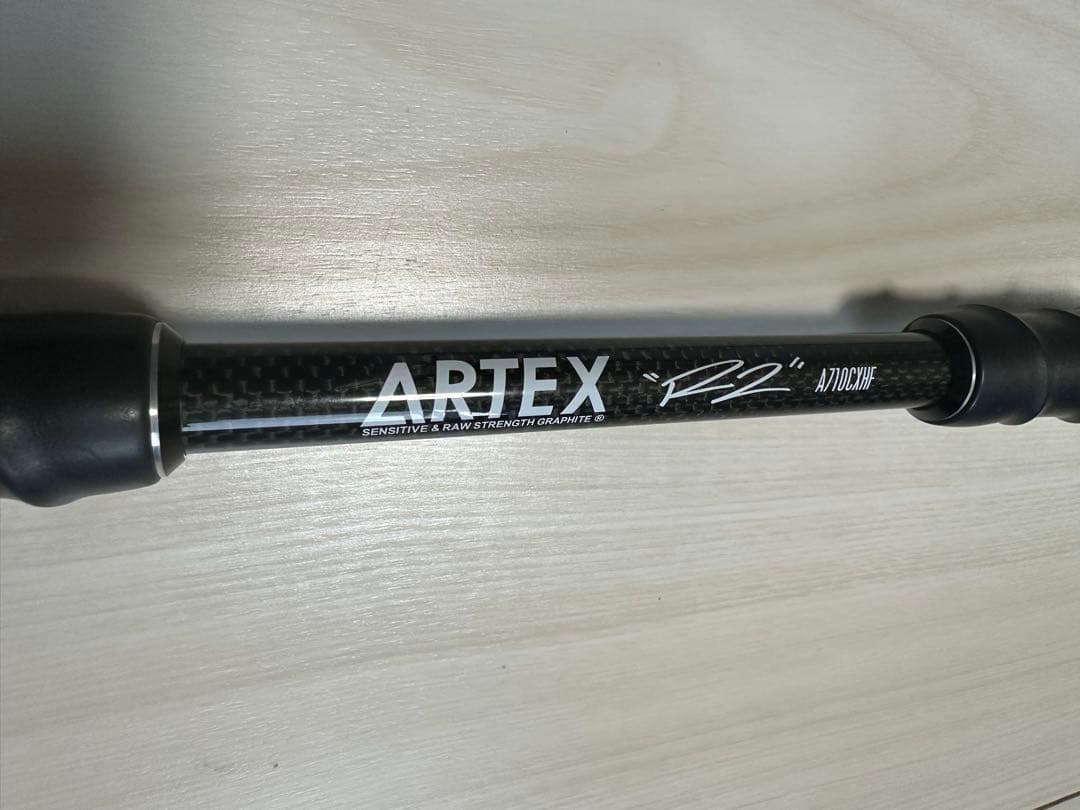 ARTEX "R2" A710CXHF
SENSITIVE & RAW STRENGTH GRAPHITE ®